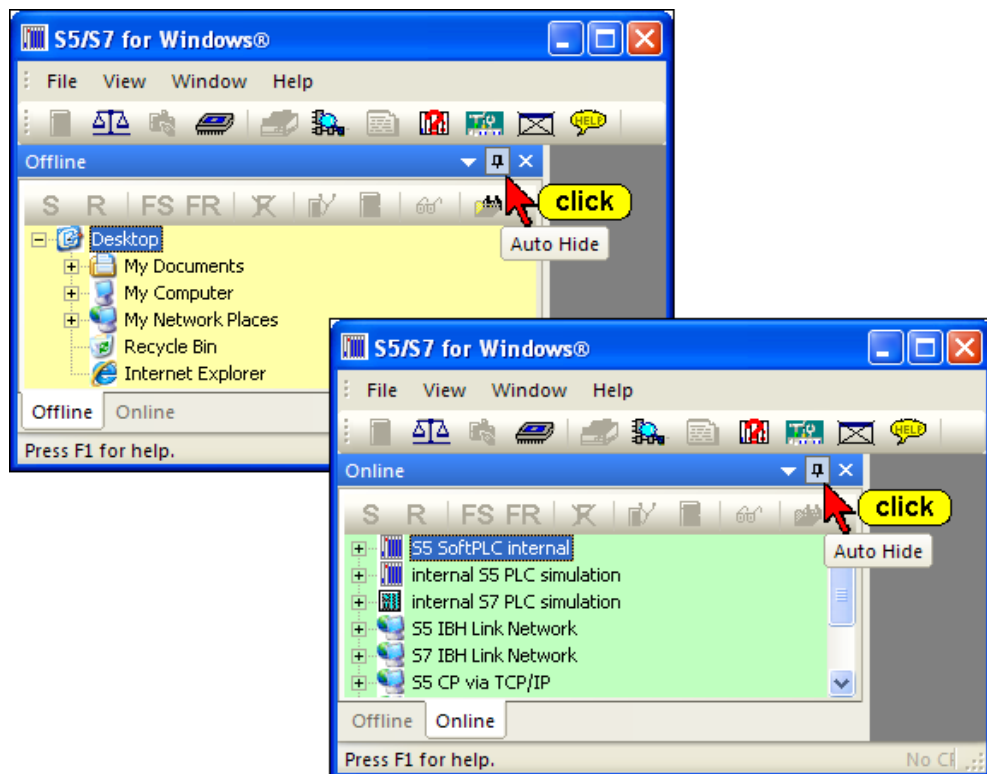 S5/S7 for Windows®
File View Window Help
HELP
Offline
S R FS FR
click
Auto Hide
Desktop
My Documents
My Computer
My Network Places
Recycle Bin
Internet Explorer
Offline Online
Press F1 for help.
S5/S7 for Windows®
File View Window Help
HELP
Online
S R FS FR
click
Auto Hide
S5 SoftPLC internal
internal S5 PLC simulation
internal S7 PLC simulation
S5 IBH Link Network
S7 IBH Link Network
S5 CP via TCP/IP
Offline Online
Press F1 for help. No